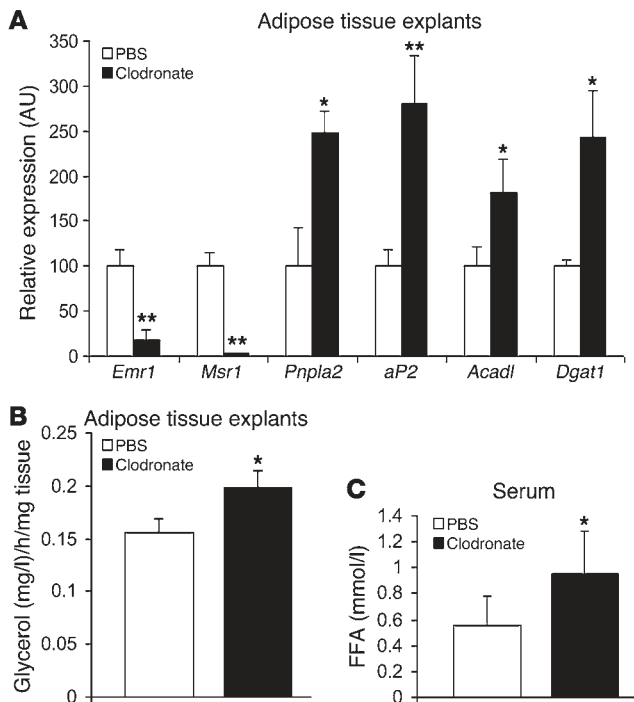 A
Adipose tissue explants
PBS
Clodronate
Relative expression (AU)
350
300
250
200
150
100
50
0
**
**
*
**
*
*
Emr1 Msr1 Pnpla2 aP2 Acadl Dgat1
B
Adipose tissue explants
PBS
Clodronate
Glycerol (mg/l)/h/mg tissue
0.25
0.2
0.15
0.1
0.05
0
*
C
Serum
PBS
Clodronate
FFA (mmol/l)
1.4
1.2
1
0.8
0.6
0.4
0.2
0
*